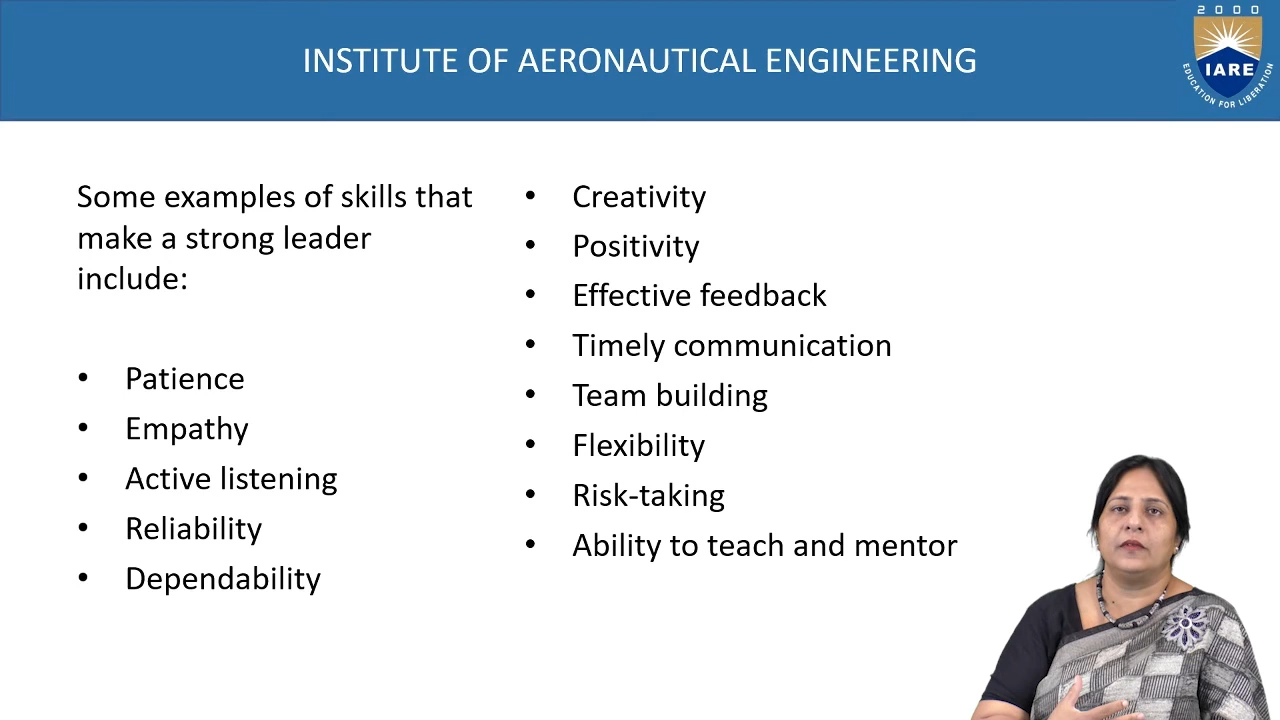 INSTITUTE OF AERONAUTICAL ENGINEERING
2000
IARE
EDUCATION FOR LIBERATION
Some examples of skills that
make a strong leader
include:
• Patience
• Empathy
• Active listening
• Reliability
• Dependability
• Creativity
• Positivity
• Effective feedback
• Timely communication
• Team building
• Flexibility
• Risk-taking
• Ability to teach and mentor